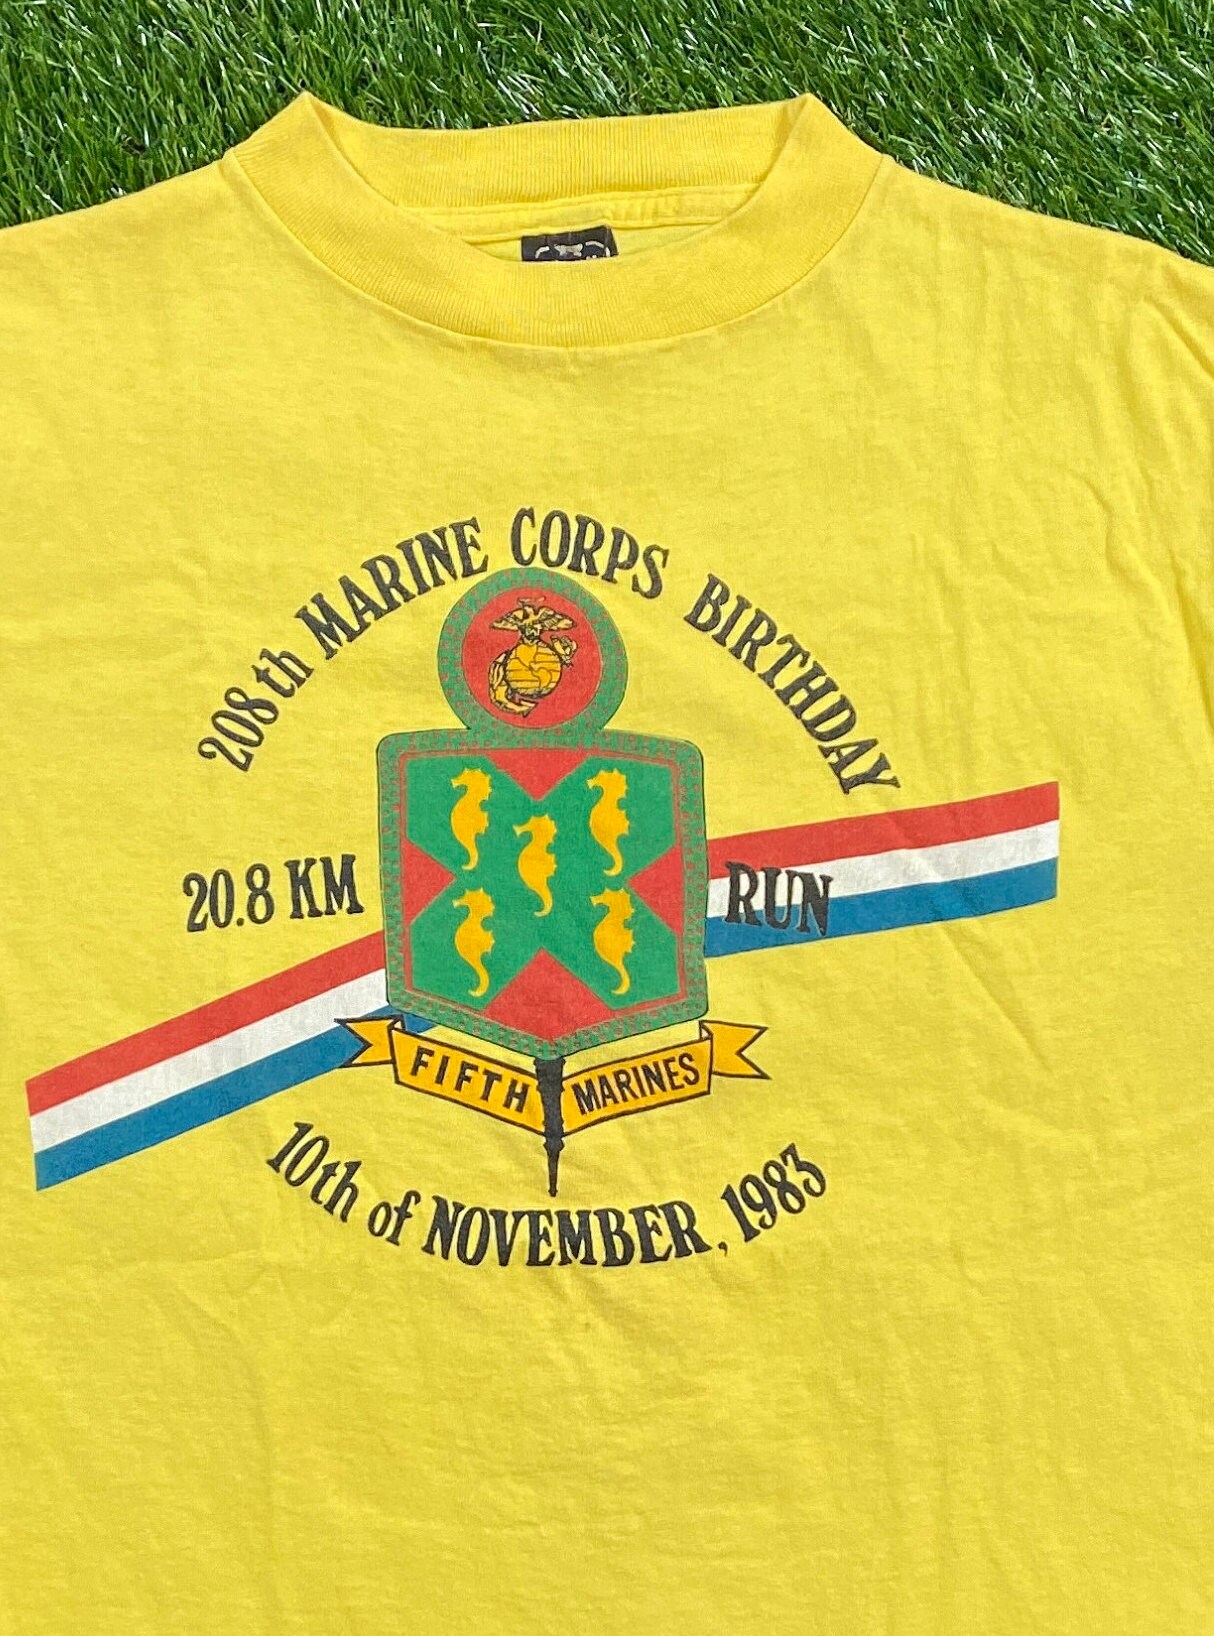 208th MARINE CORPS BIRTHDAY
20.8 KM RUN
FIFTH MARINES
10th of NOVEMBER, 1983